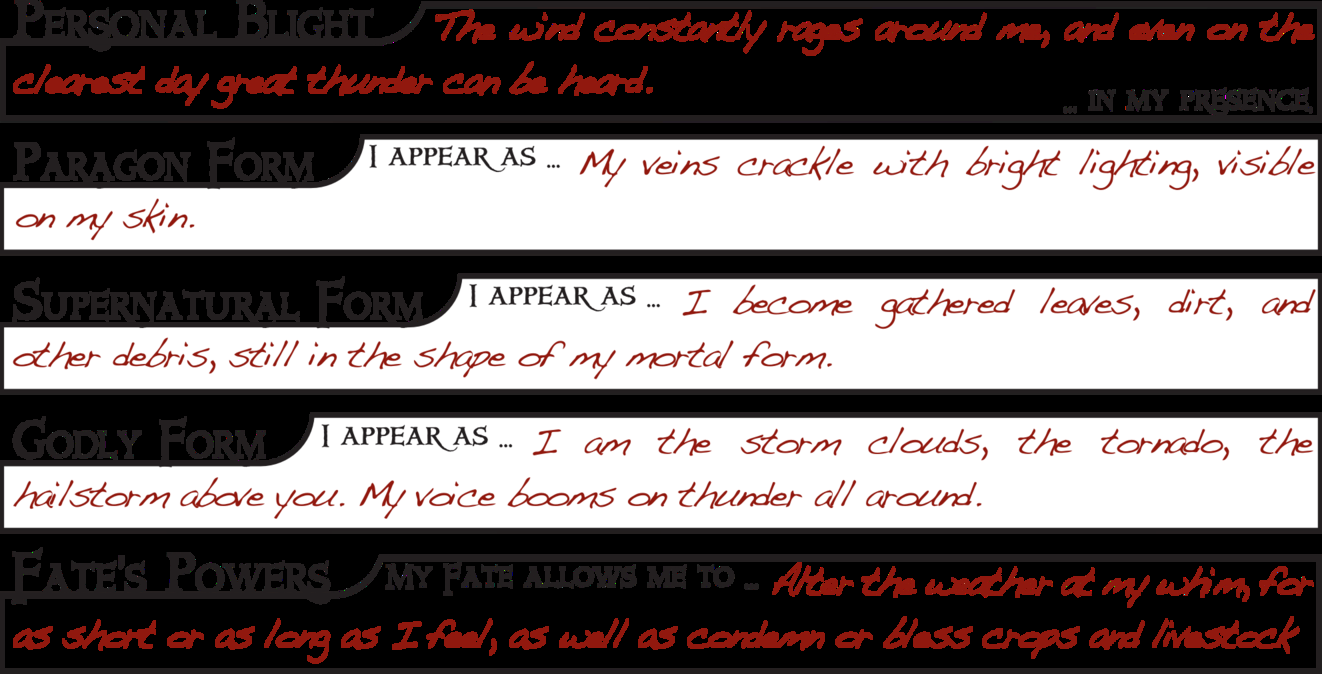 PERSONAL BLIGHT The wind constantly rages around me, and even on the
clearest day great thunder can be heard.
... IN MY PRESENCE.
PARAGON FORM I APPEAR AS ... My veins crackle with bright lighting, visible
on my skin.
SUPERNATURAL FORM I APPEAR AS ... I become gathered leaves, dirt, and
other debris, still in the shape of my mortal form.
GODLY FORM I APPEAR AS ... I am the storm clouds, the tornado, the
hailstorm above you. My voice booms on thunder all around.
FATE'S POWERS MY FATE ALLOWS ME TO ... Alter the weather at my whim, for
as short or as long as I feel, as well as condemn or bless crops and livestock